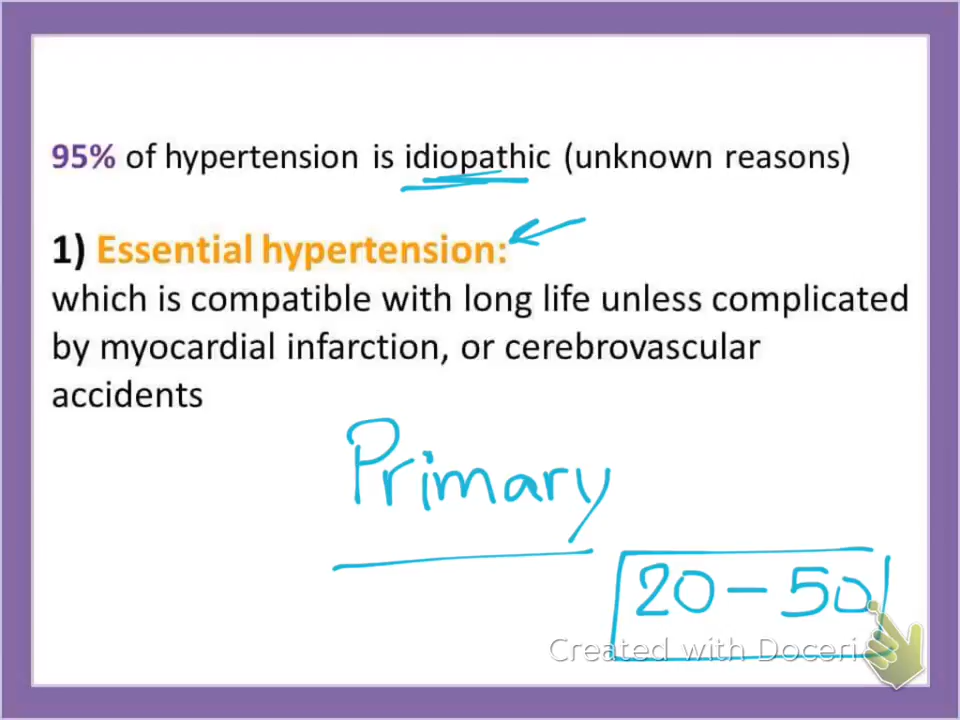 95% of hypertension is idiopathic (unknown reasons)
1) Essential hypertension:
which is compatible with long life unless complicated
by myocardial infarction, or cerebrovascular
accidents
Primary
20 - 50
Created with Doceri